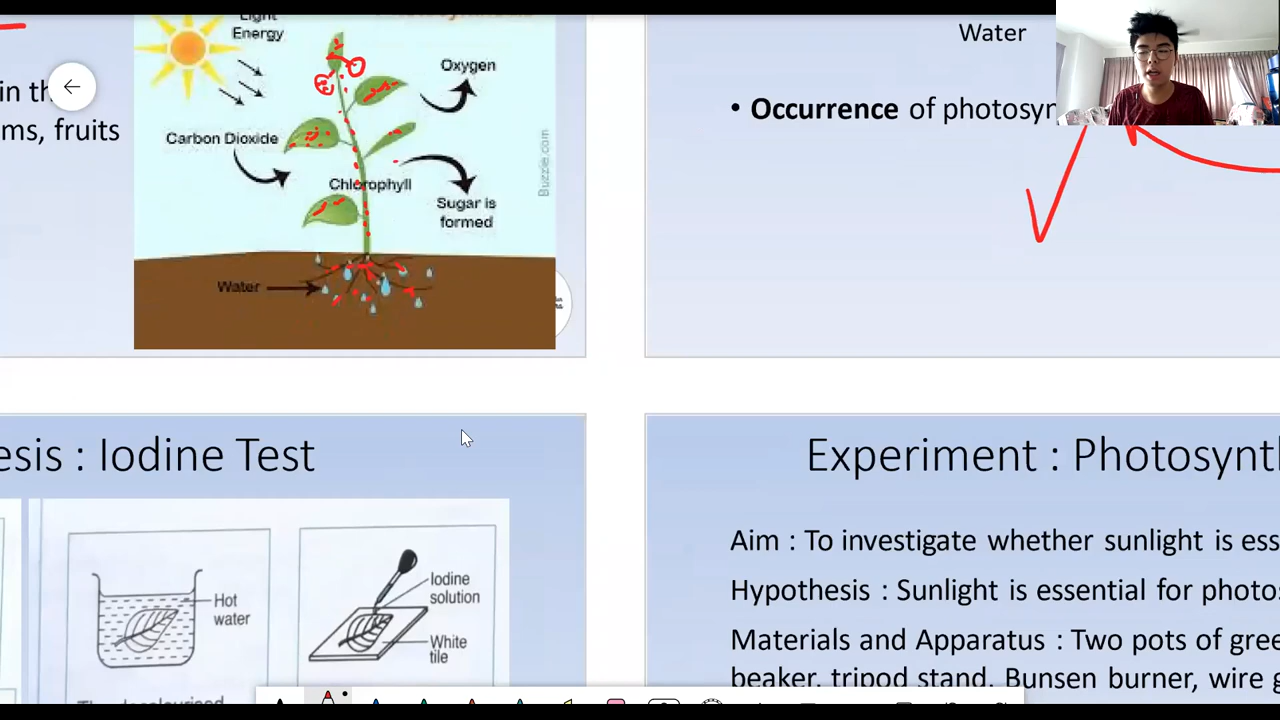 Light
Energy
in th
ms, fruits
Oxygen
Carbon Dioxide
Chlorophyll
Sugar is
formed
Water
Buzzle.com
Water
• Occurrence of photosyn
esis : Iodine Test
Hot
water
Iodine
solution
White
tile
Experiment : Photosynth
Aim : To investigate whether sunlight is ess
Hypothesis : Sunlight is essential for photos
Materials and Apparatus : Two pots of gree
beaker, tripod stand, Bunsen burner, wire g